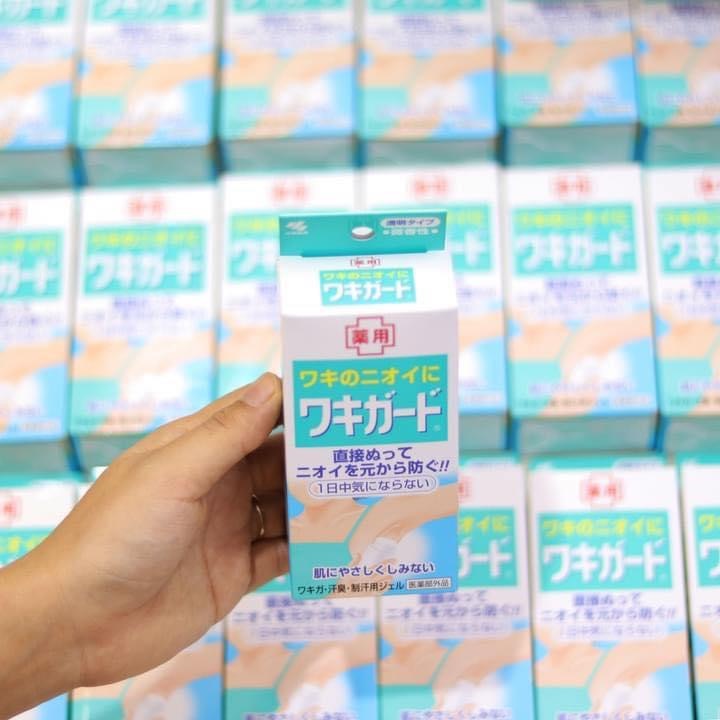 透明タイプ
微香性
薬用
ワキのニオイに
ワキガード
薬用
ワキのニオイに
ワキガード
直接ぬって
ニオイを元から防ぐ!!
1日中気にならない
肌にやさしくしみない
ワキガ・汗臭・制汗用ジェル 医薬部外品